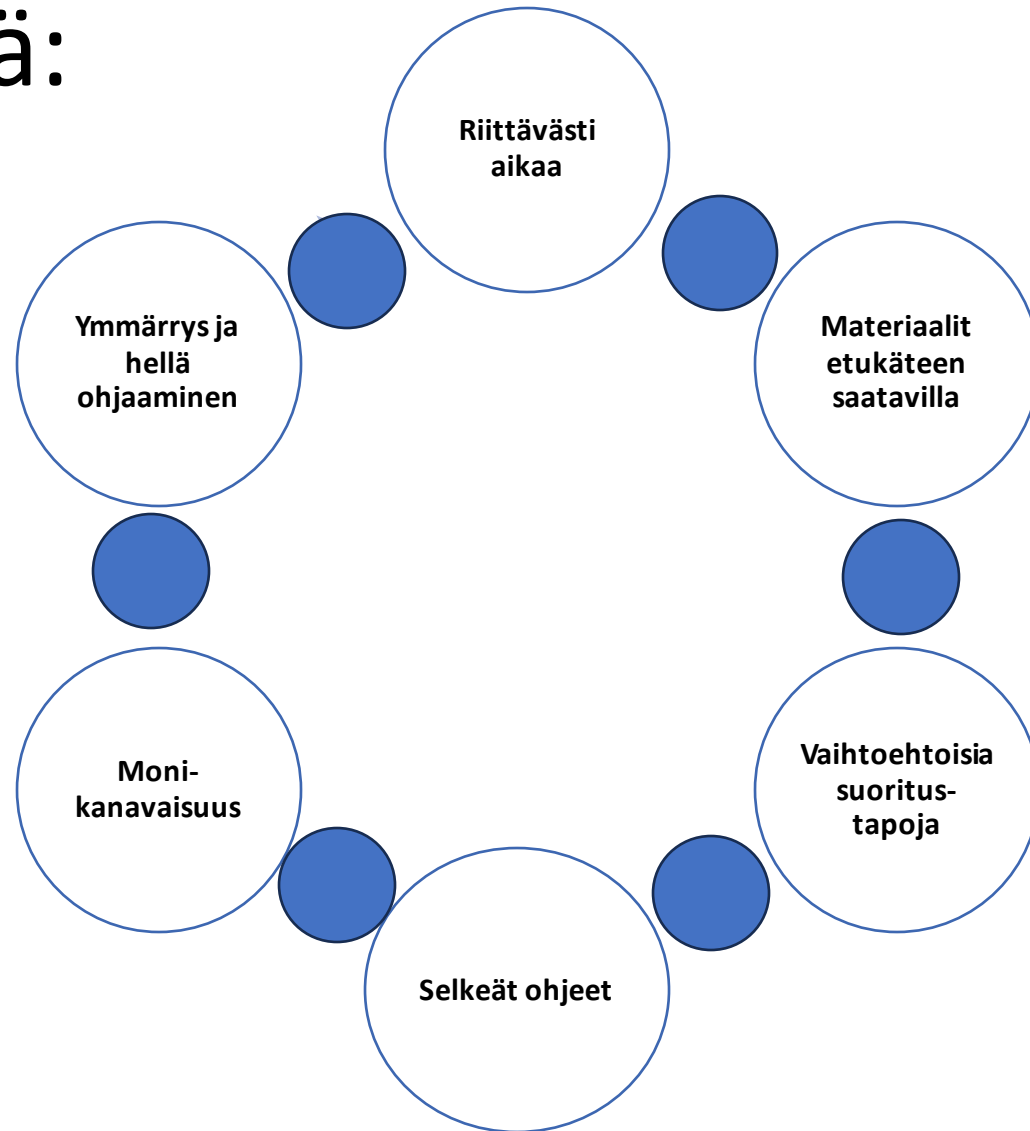 ä:
Riittävästi
aikaa
Ymmärrys ja
hellä
ohjaaminen
Materiaalit
etukäteen
saatavilla
Moni-
kanavaisuus
Vaihtoehtoisia
suoritus-
tapoja
Selkeät ohjeet